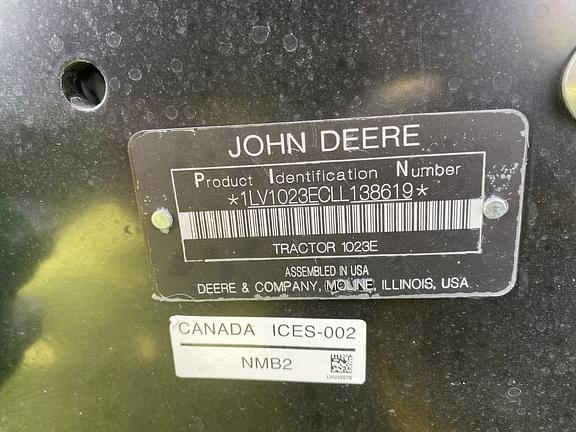 JOHN DEERE
Product Identification Number
*1LV1023ECLL138619*
TRACTOR 1023E
ASSEMBLED IN USA
DEERE & COMPANY, MOLINE, ILLINOIS, USA
CANADA ICES-002
NMB2